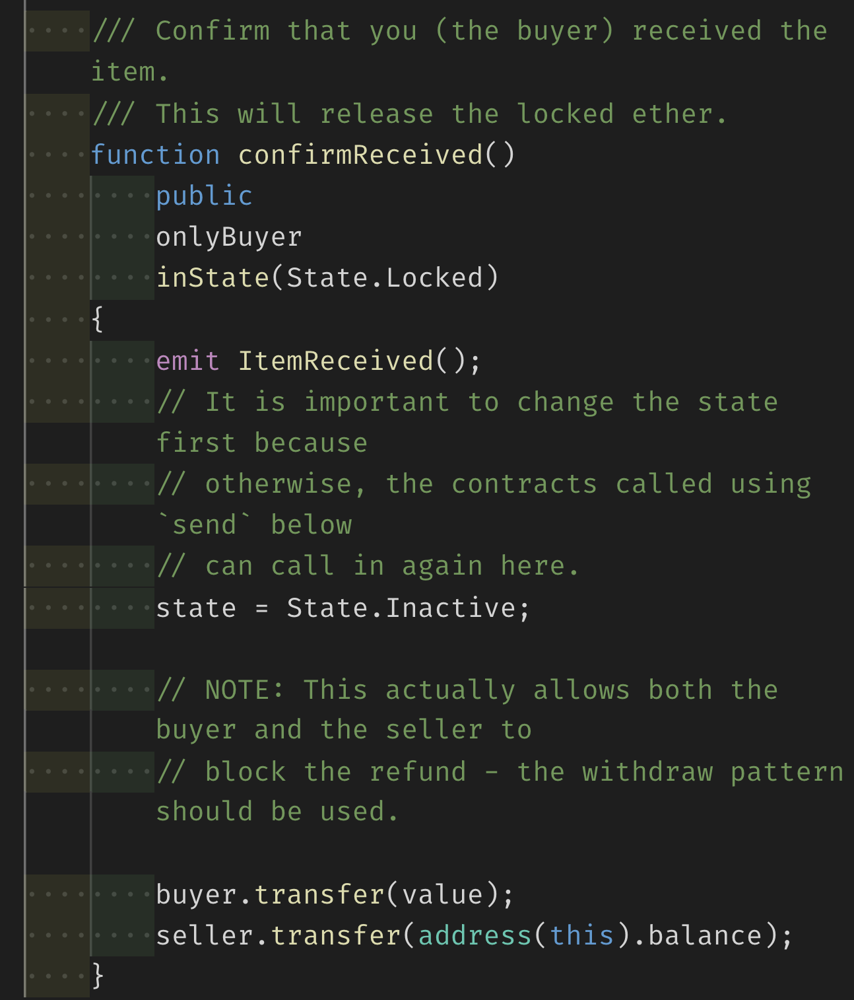 /// Confirm that you (the buyer) received the
item.
/// This will release the locked ether.
function confirmReceived()
public
onlyBuyer
inState(State.Locked)
{
emit ItemReceived();
// It is important to change the state
first because
// otherwise, the contracts called using
`send` below
// can call in again here.
state = State.Inactive;
// NOTE: This actually allows both the
buyer and the seller to
// block the refund - the withdraw pattern
should be used.
buyer.transfer(value);
seller.transfer(address(this).balance);
}